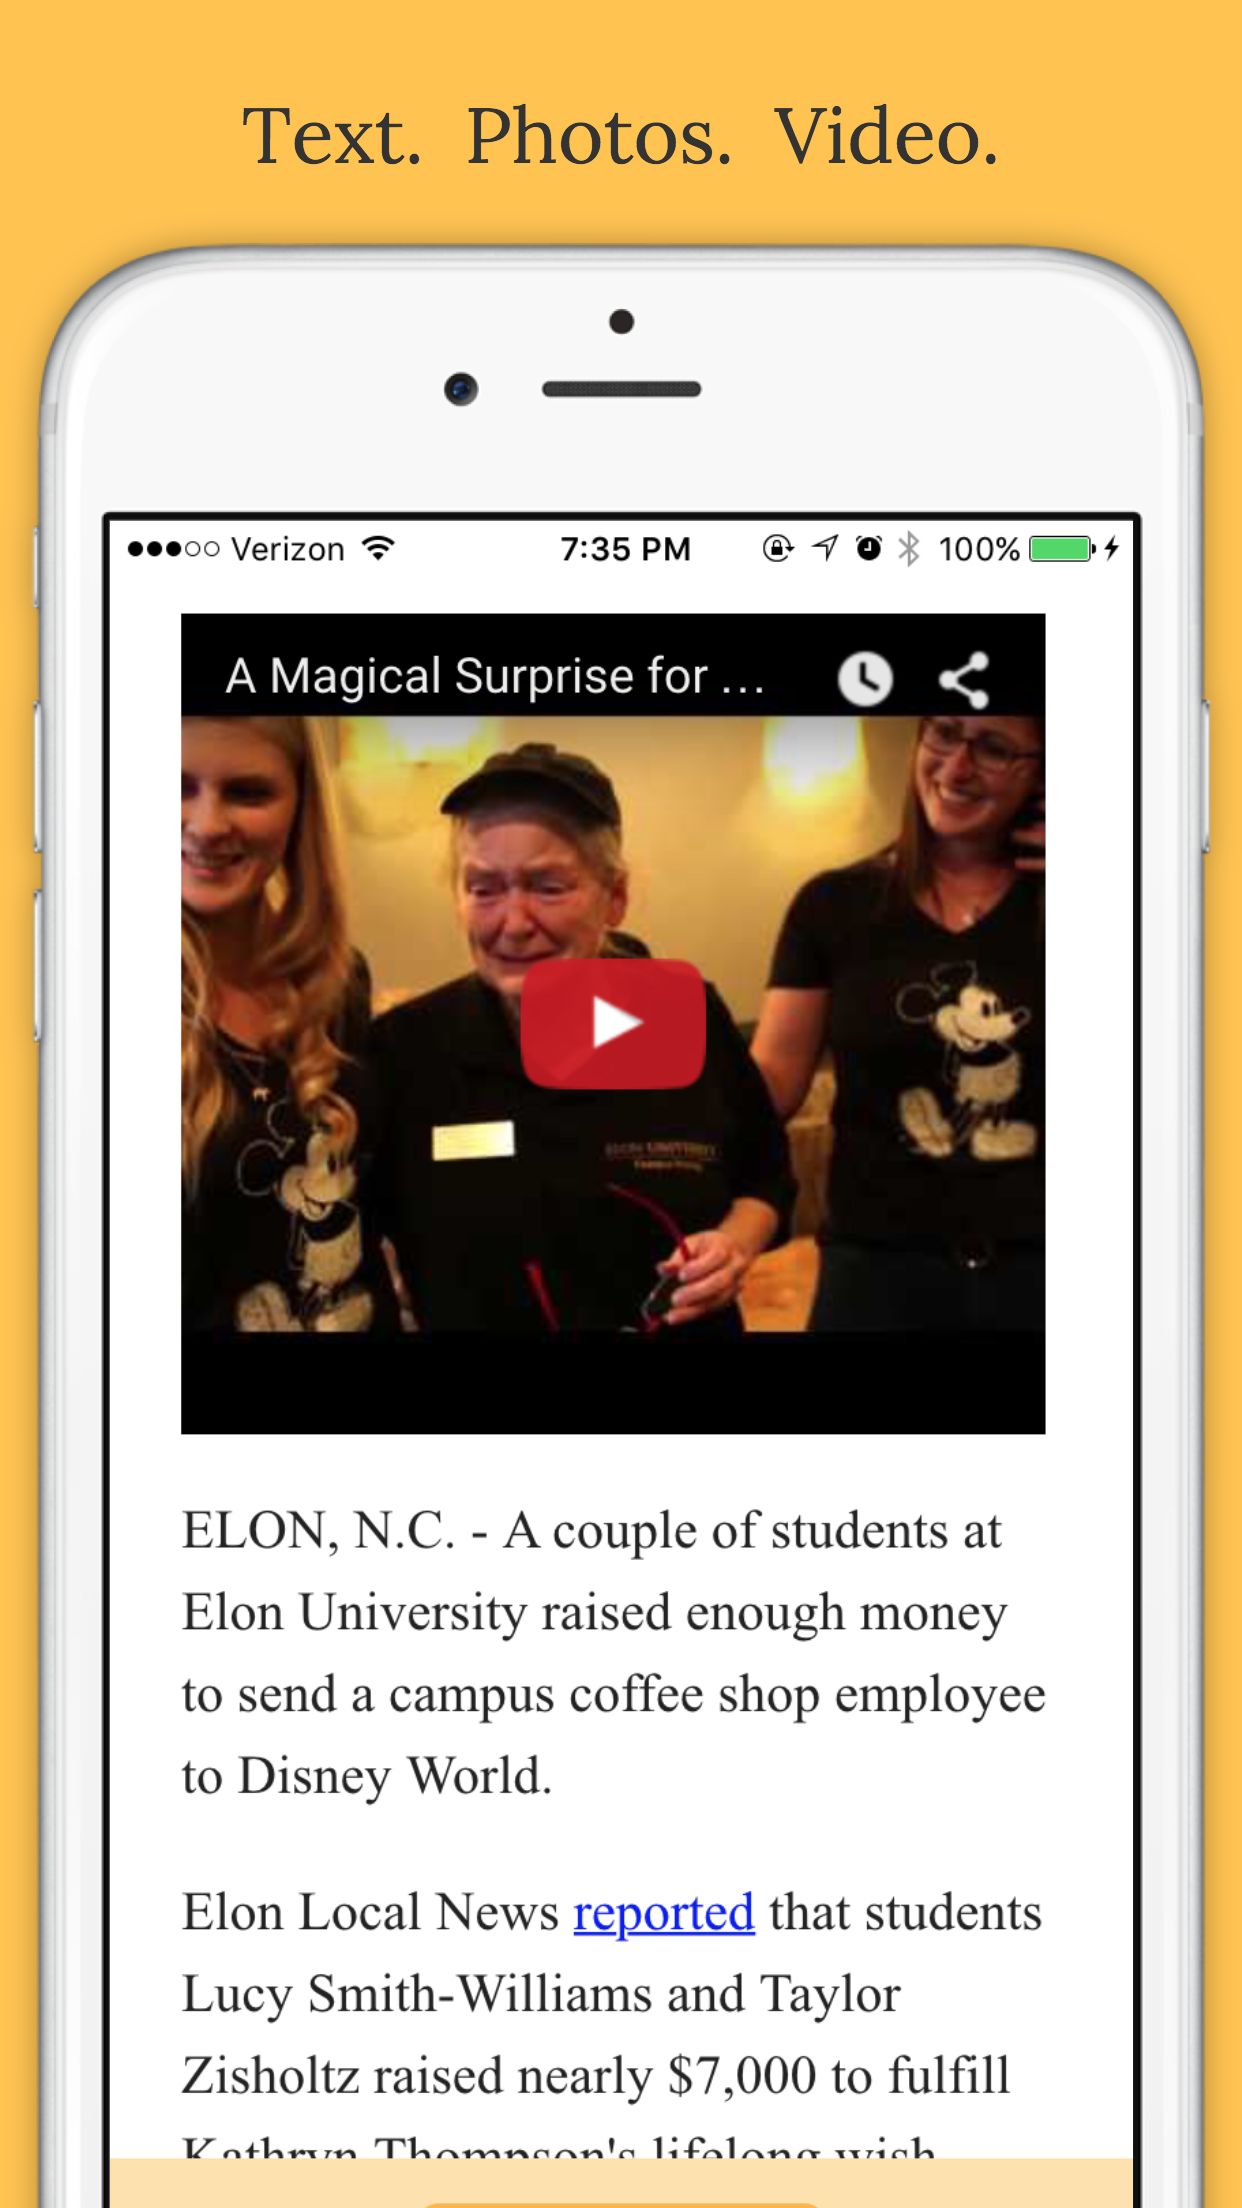 Text. Photos. Video.
Verizon 7:35 PM 100%
A Magical Surprise for ...
ELON, N.C. - A couple of students at
Elon University raised enough money
to send a campus coffee shop employee
to Disney World.
Elon Local News reported that students
Lucy Smith-Williams and Taylor
Zisholtz raised nearly $7,000 to fulfill
Kathryn Thompson's lifelong wish